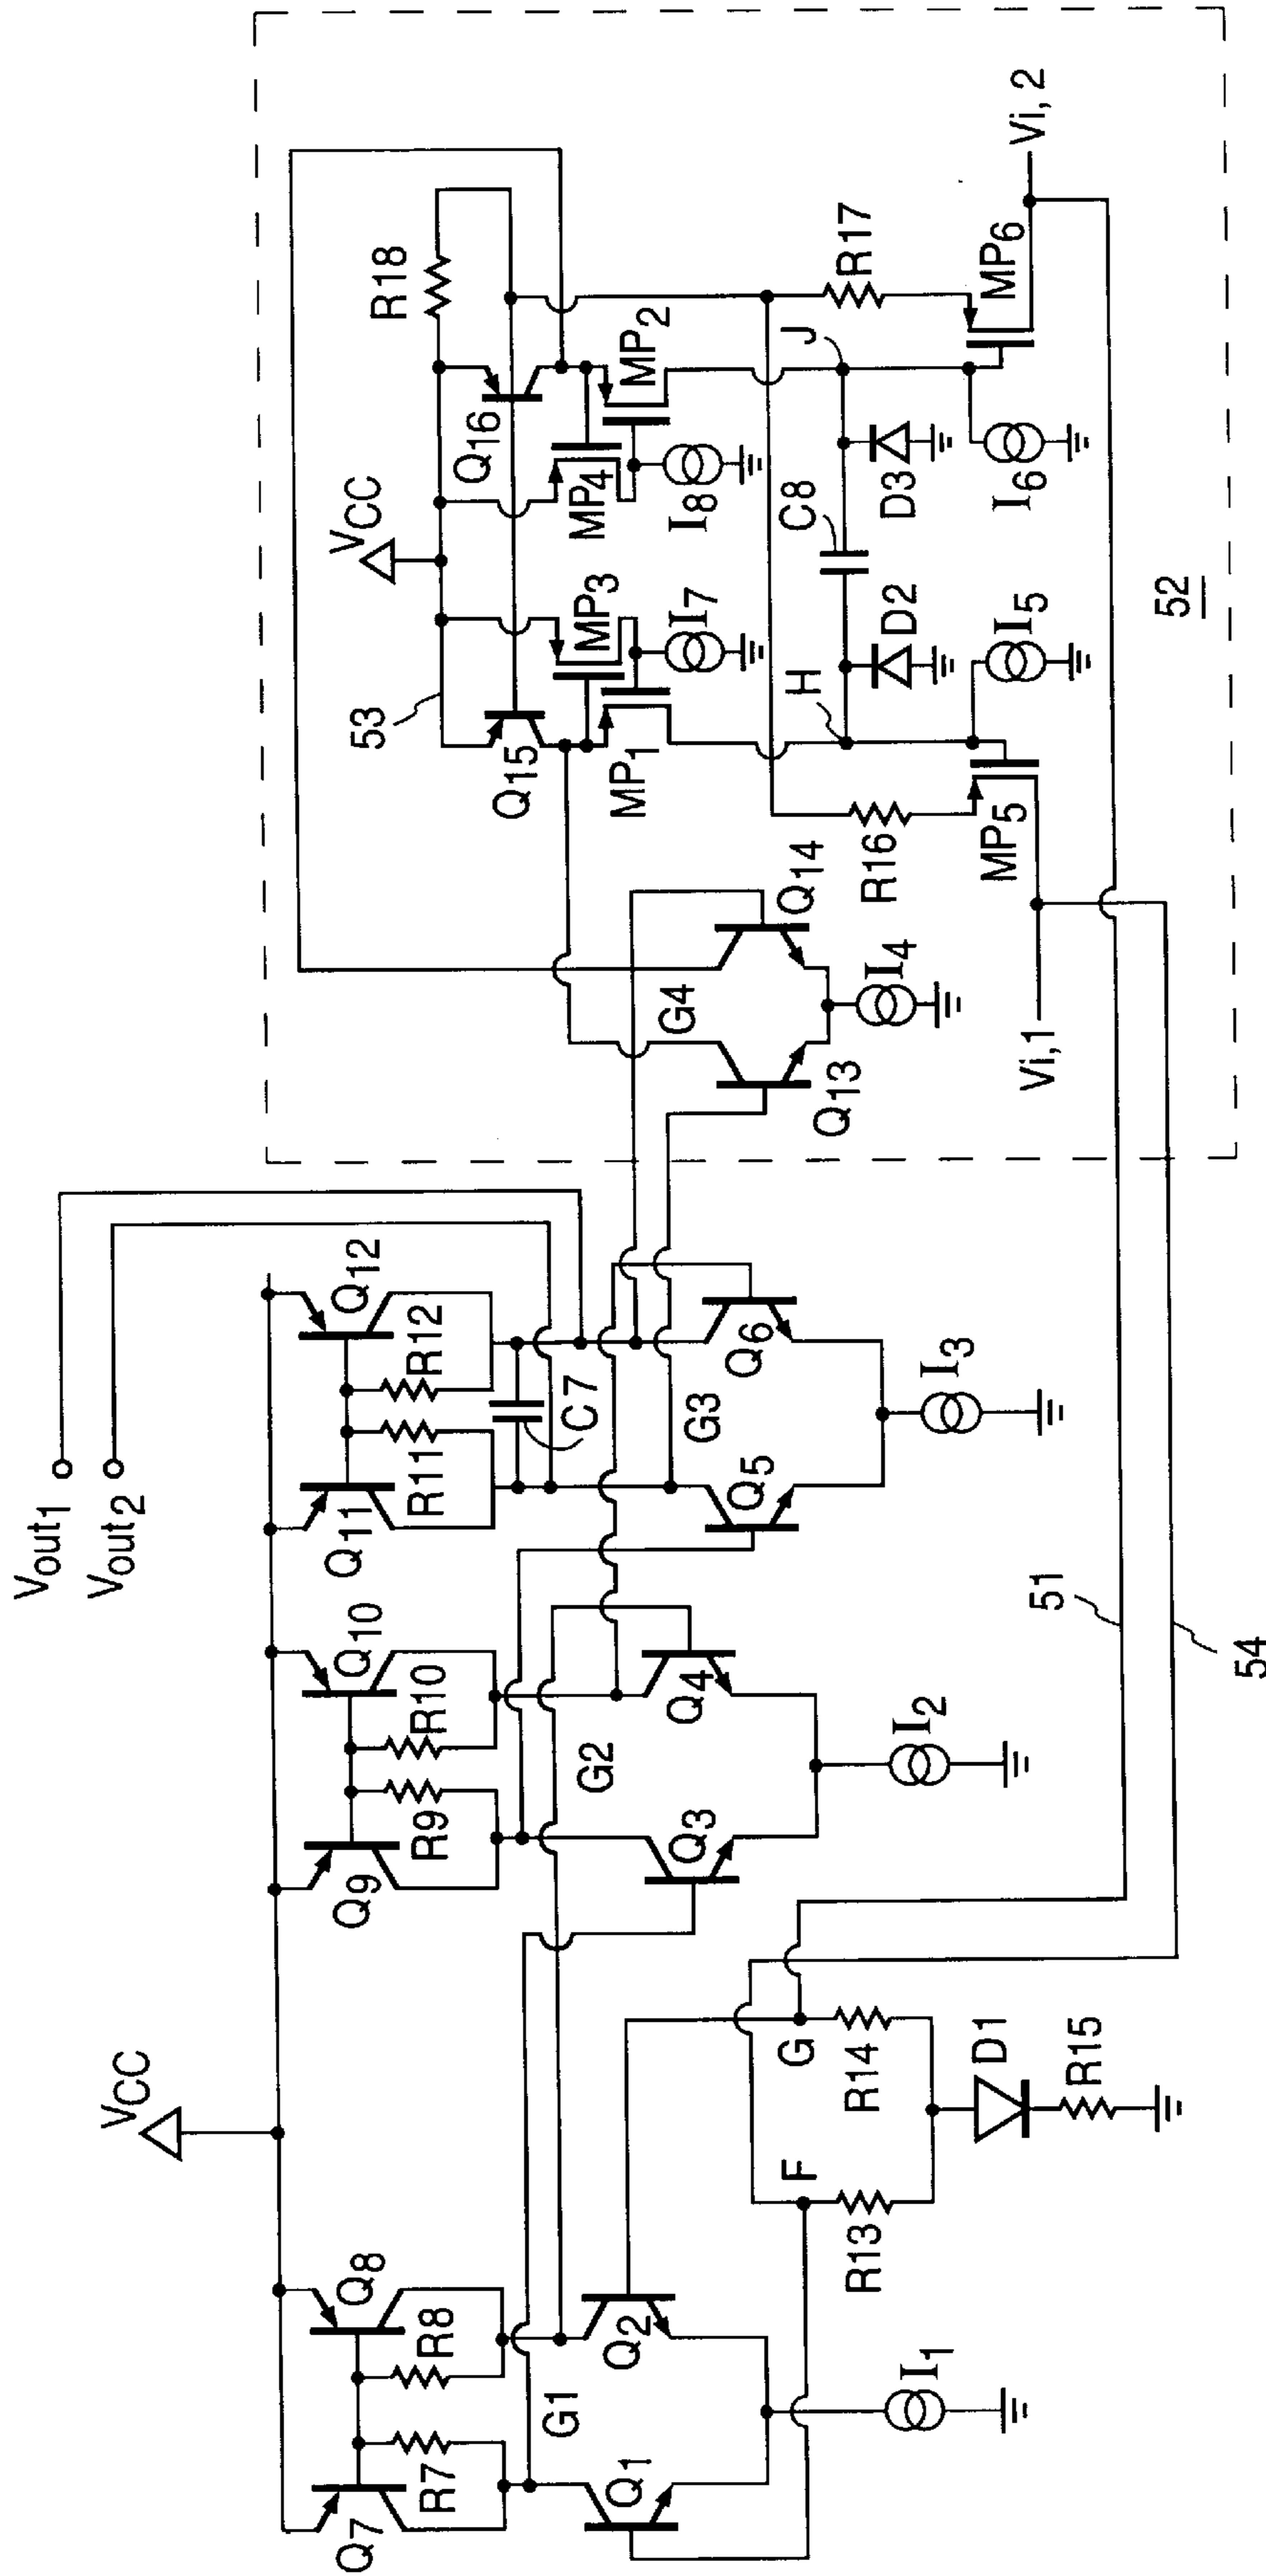 Vout1
Vout2
VCC
Q7
Q8
R7
R8
G1
Q1
Q2
I1
F
G
R13
R14
D1
R15
Q9
Q10
R9
R10
G2
Q3
Q4
I2
Q11
Q12
R11
R12
C7
G3
Q5
Q6
I3
51
54
VCC
53
R18
Q15
Q16
MP3
MP4
MP1
MP2
I7
I8
H
J
C8
D2
D3
I5
I6
R16
R17
MP5
MP6
G4
Q13
Q14
I4
Vi,1
Vi,2
52